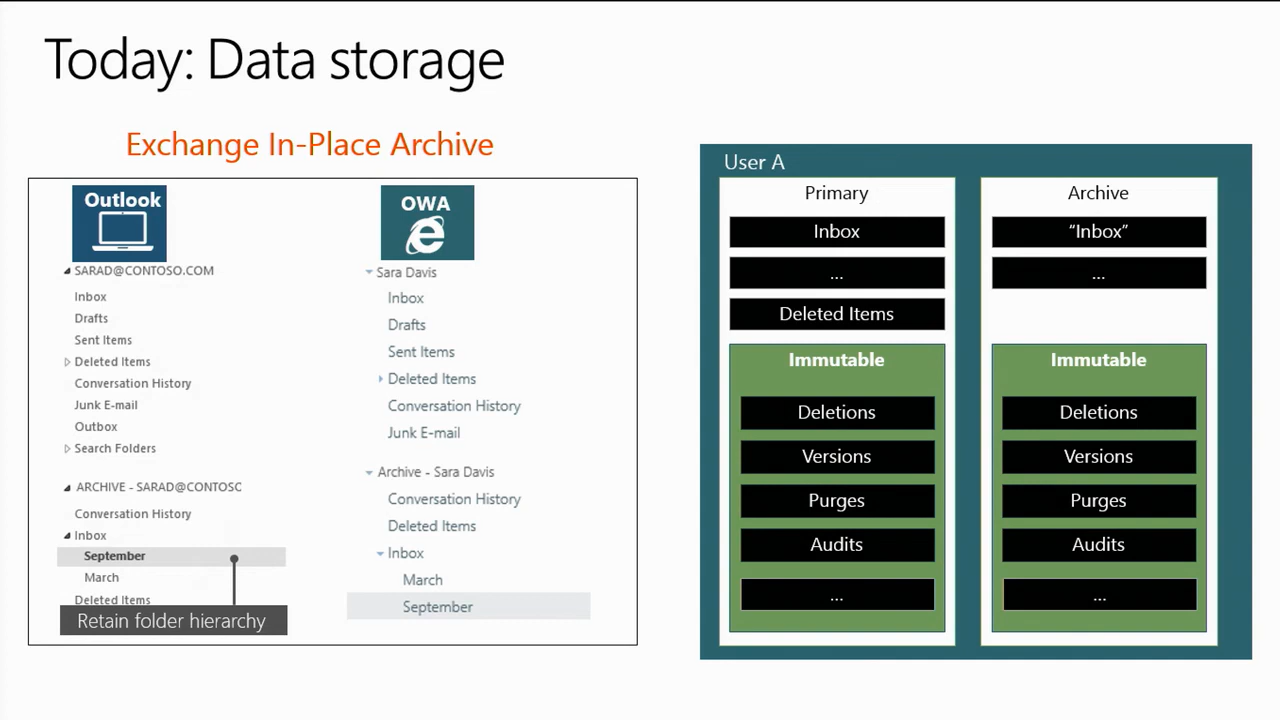 Today: Data storage
Exchange In-Place Archive
Outlook
SARAD@CONTOSO.COM
Inbox
Drafts
Sent Items
Deleted Items
Conversation History
Junk E-mail
Outbox
Search Folders
ARCHIVE - SARAD@CONTOSC
Conversation History
Inbox
September
March
Deleted Items
Retain folder hierarchy
OWA
Sara Davis
Inbox
Drafts
Sent Items
Deleted Items
Conversation History
Junk E-mail
Archive - Sara Davis
Conversation History
Deleted Items
Inbox
March
September
User A
Primary
Inbox
...
Deleted Items
Immutable
Deletions
Versions
Purges
Audits
...
Archive
“Inbox”
...
Immutable
Deletions
Versions
Purges
Audits
...